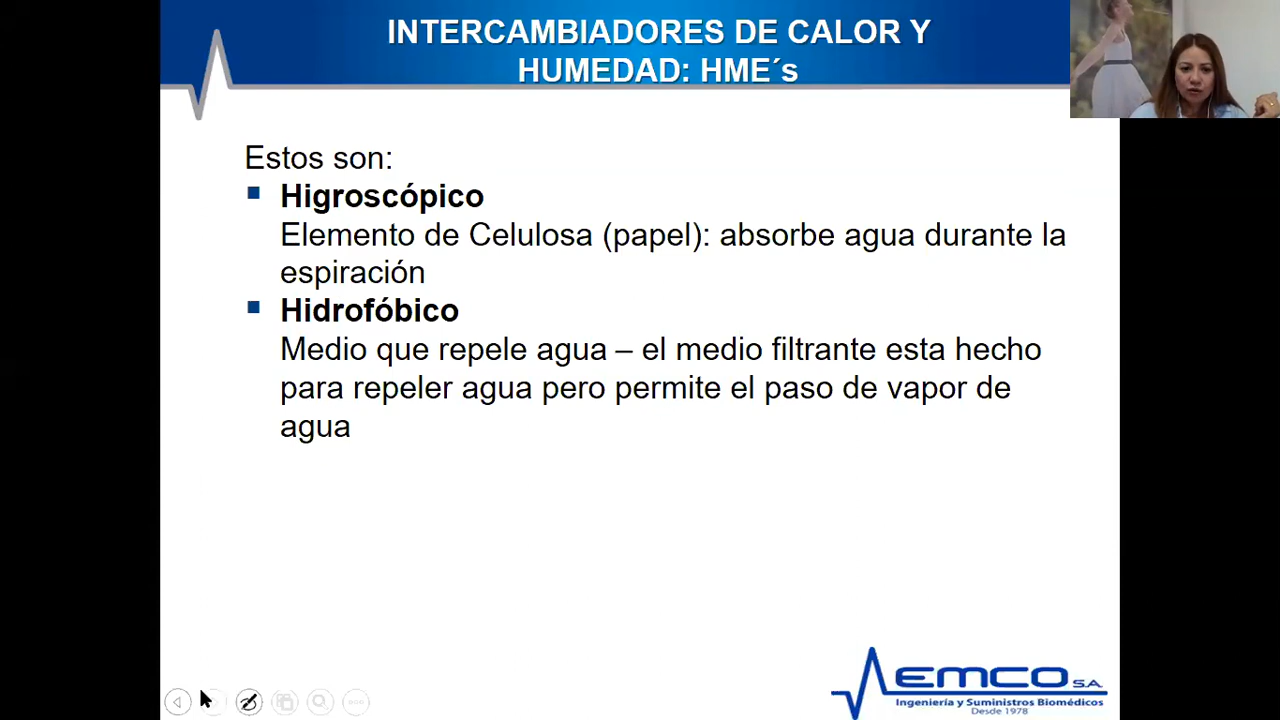 INTERCAMBIADORES DE CALOR Y
HUMEDAD: HME´s
Estos son:
Higroscópico
Elemento de Celulosa (papel): absorbe agua durante la
espiración
Hidrofóbico
Medio que repele agua – el medio filtrante esta hecho
para repeler agua pero permite el paso de vapor de
agua
EMCO S.A.
Ingeniería y Suministros Biomédicos
Desde 1978